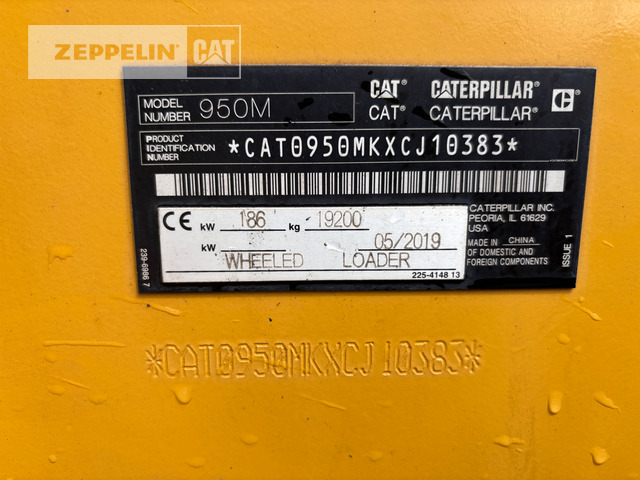 ZEPPELIN CAT
CAT CATERPILLAR C
MODEL NUMBER 950M
CAT CATERPILLAR
PRODUCT IDENTIFICATION NUMBER *CAT0950MKXCJ10383*
CE kW 186 kg 19200
kW 05/2019
WHEELED LOADER
225-4148 13
CATERPILLAR INC.
PEORIA, IL 61629
USA
MADE IN CHINA
OF DOMESTIC AND
FOREIGN COMPONENTS
ISSUE 1
239-6986 7
*CAT0950MKXCJ10383*